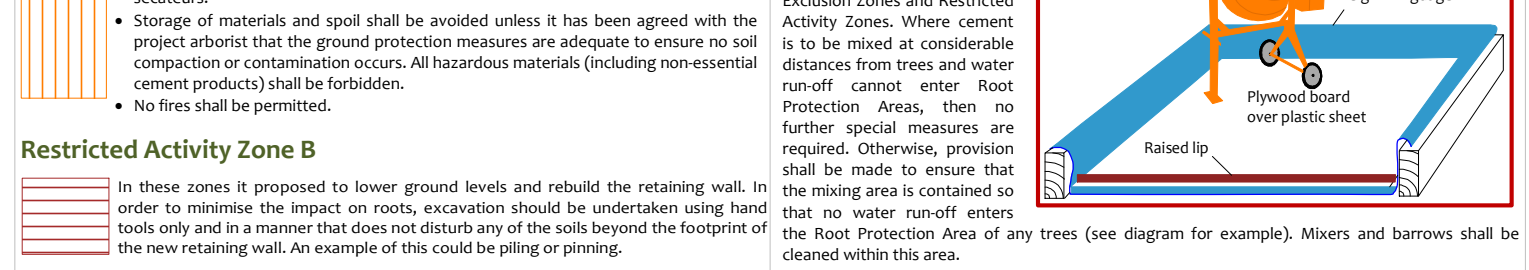 secateurs.
• Storage of materials and spoil shall be avoided unless it has been agreed with the
project arborist that the ground protection measures are adequate to ensure no soil
compaction or contamination occurs. All hazardous materials (including non-essential
cement products) shall be forbidden.
• No fires shall be permitted.
Restricted Activity Zone B
In these zones it proposed to lower ground levels and rebuild the retaining wall. In
order to minimise the impact on roots, excavation should be undertaken using hand
tools only and in a manner that does not disturb any of the soils beyond the footprint of
the new retaining wall. An example of this could be piling or pinning.
Exclusion Zones and Restricted
Activity Zones. Where cement
is to be mixed at considerable
distances from trees and water
run-off cannot enter Root
Protection Areas, then no
further special measures are
required. Otherwise, provision
shall be made to ensure that
the mixing area is contained so
that no water run-off enters
the Root Protection Area of any trees (see diagram for example). Mixers and barrows shall be
cleaned within this area.
Plywood board
over plastic sheet
Raised lip